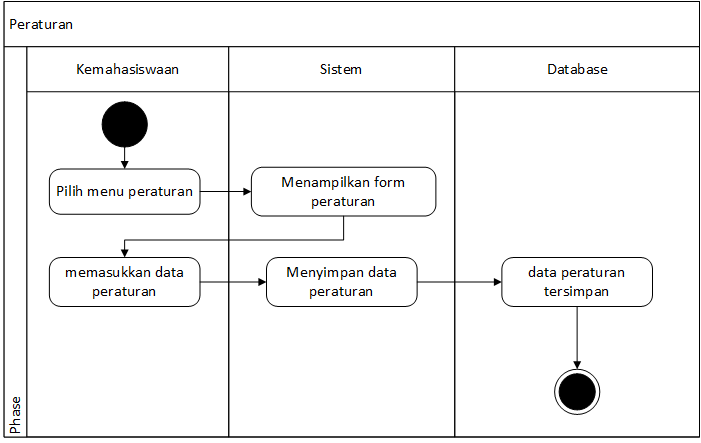 Peraturan
Kemahasiswaan
Sistem
Database
Pilih menu peraturan
Menampilkan form
peraturan
memasukkan data
peraturan
Menyimpan data
peraturan
data peraturan
tersimpan
Phase